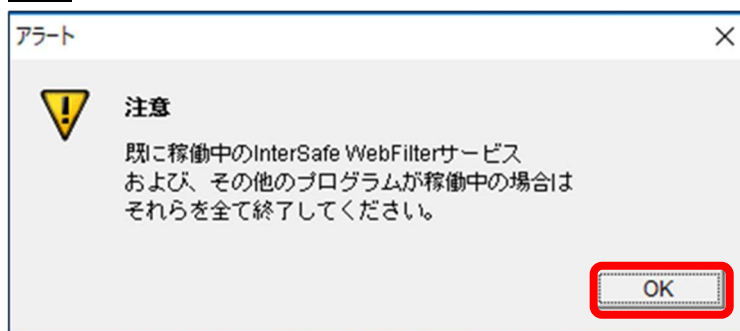 アラート
注意
既に稼働中のInterSafe WebFilterサービス
および、その他のプログラムが稼働中の場合は
それらを全て終了してください。
OK